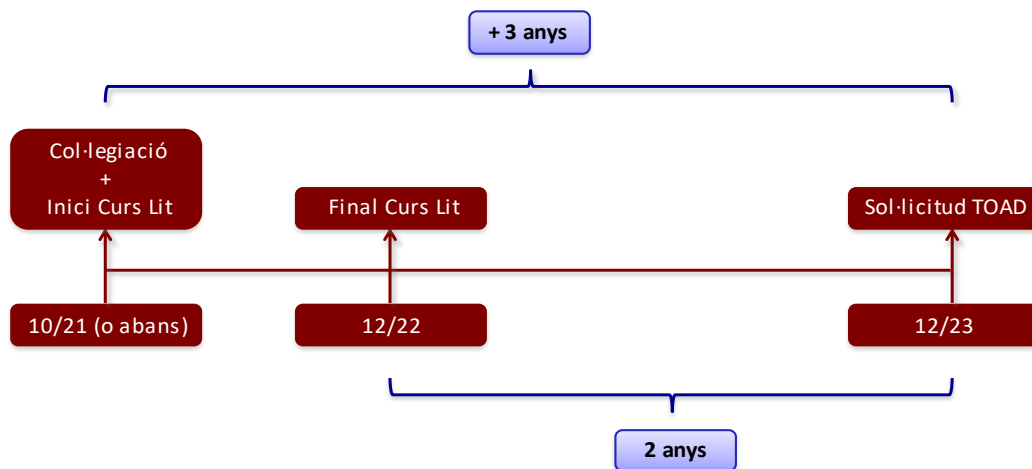 + 3 anys
Col·legiació
+
Inici Curs Lit
Final Curs Lit
Sol·licitud TOAD
10/21 (o abans)
12/22
12/23
2 anys